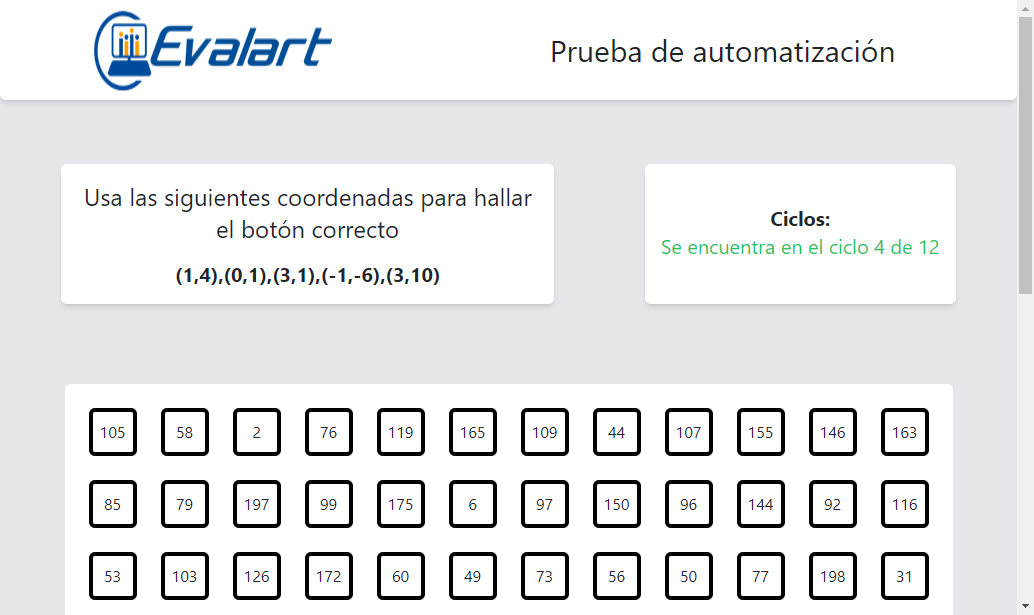 Evalart
Prueba de automatización
Usa las siguientes coordenadas para hallar
el botón correcto
(1,4),(0,1),(3,1),(-1,-6),(3,10)
Ciclos:
Se encuentra en el ciclo 4 de 12
105 58 2 76 119 165 109 44 107 155 146 163
85 79 197 99 175 6 97 150 96 144 92 116
53 103 126 172 60 49 73 56 50 77 198 31